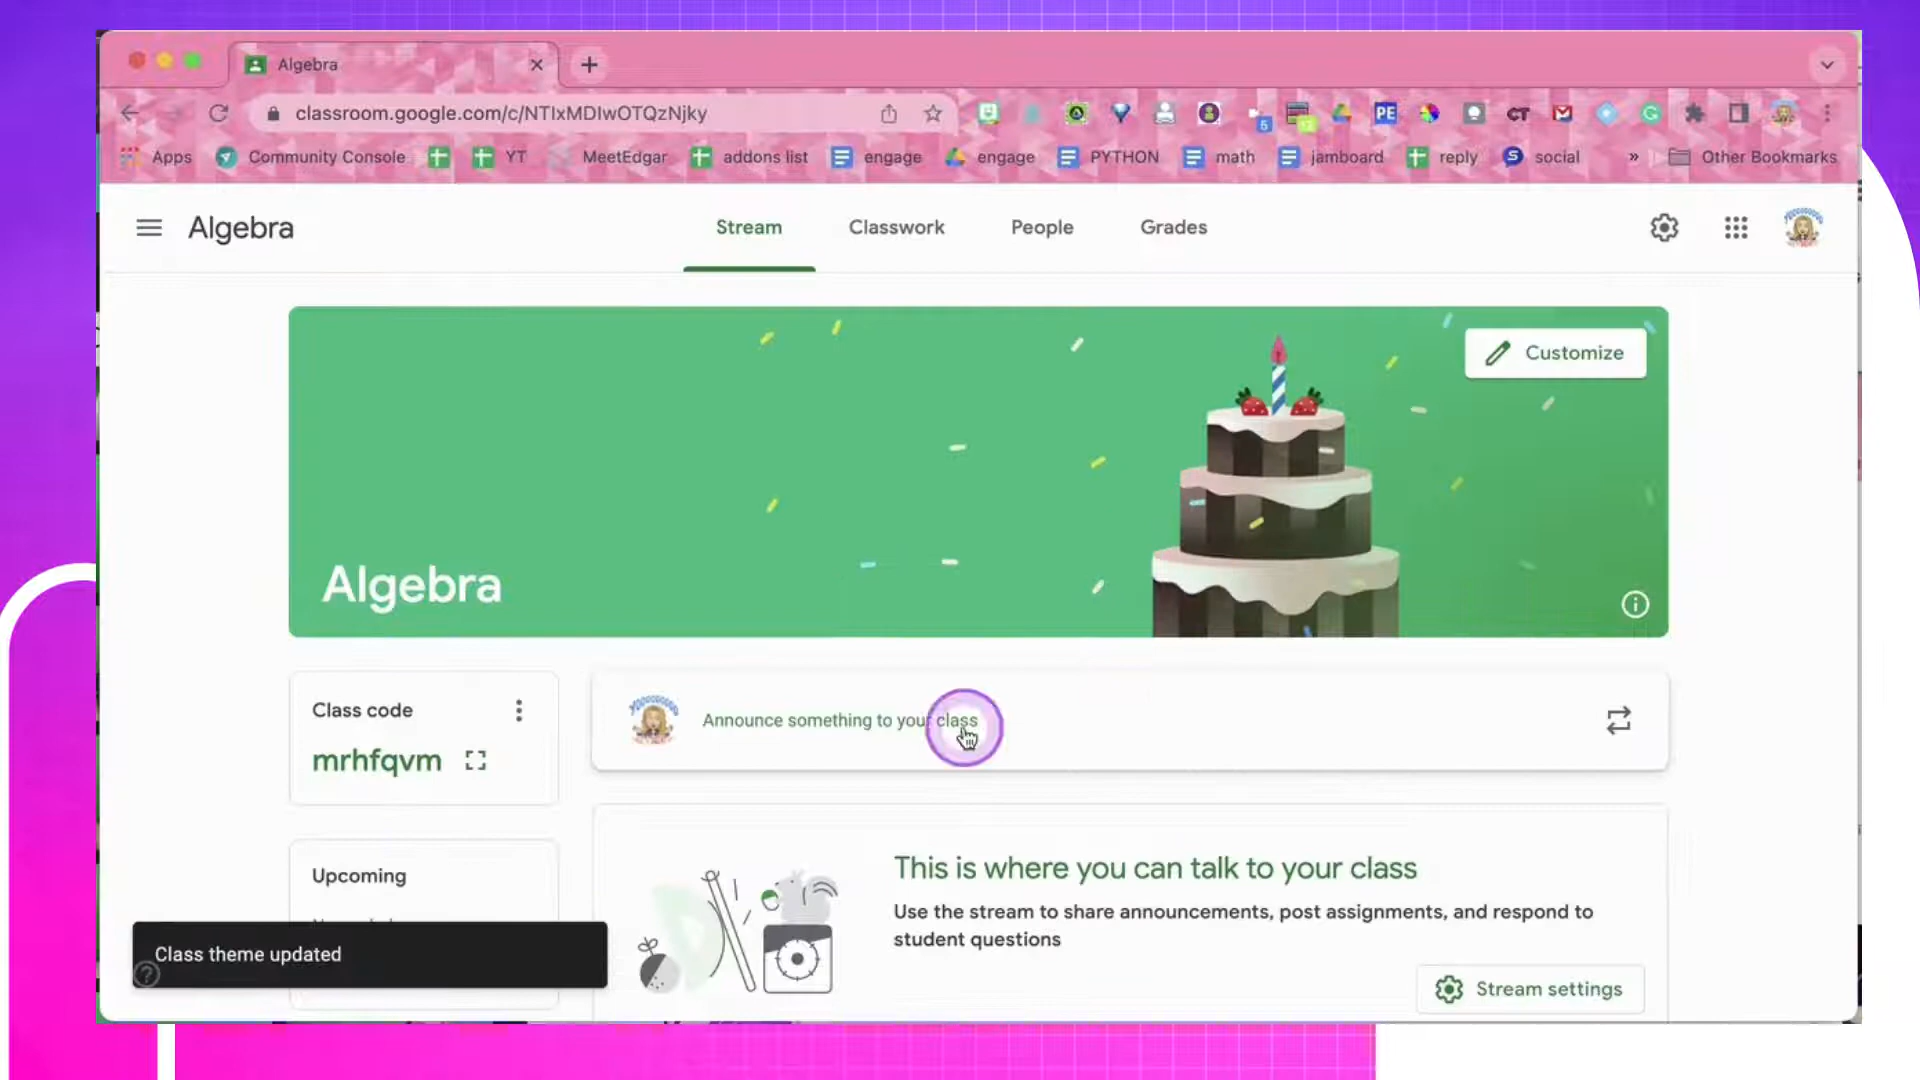 Algebra
classroom.google.com/c/NTIxMDIwOTQzNjky
5
PE
CT
Apps
Community Console
YT
MeetEdgar
addons list
engage
engage
PYTHON
math
jamboard
reply
social
»
Other Bookmarks
Algebra
Stream
Classwork
People
Grades
Customize
Algebra
Class code
mrhfqvm
Announce something to your class
Upcoming
This is where you can talk to your class
Use the stream to share announcements, post assignments, and respond to
student questions
Class theme updated
Stream settings